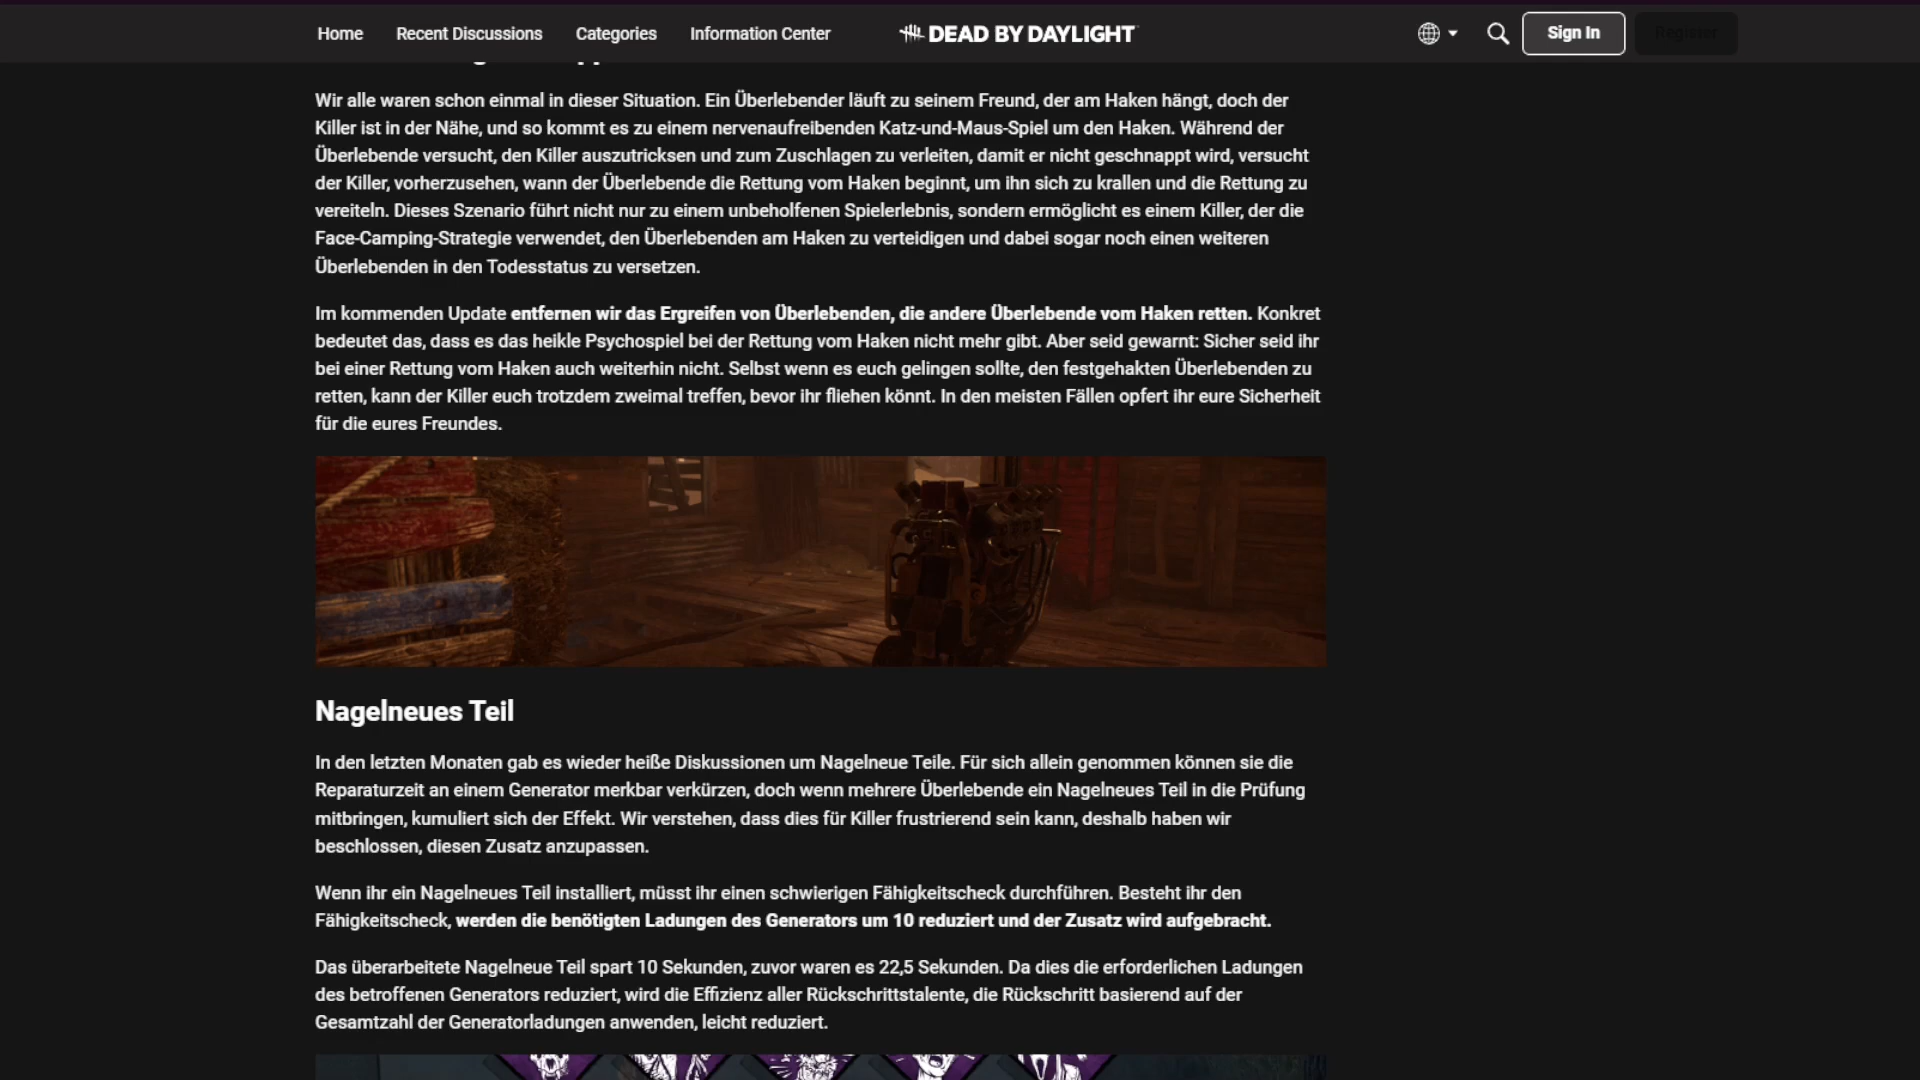 Home
Recent Discussions
Categories
Information Center
DEAD BY DAYLIGHT
Sign In
Register
Wir alle waren schon einmal in dieser Situation. Ein Überlebender läuft zu seinem Freund, der am Haken hängt, doch der
Killer ist in der Nähe, und so kommt es zu einem nervenaufreibenden Katz-und-Maus-Spiel um den Haken. Während der
Überlebende versucht, den Killer auszutricksen und zum Zuschlagen zu verleiten, damit er nicht geschnappt wird, versucht
der Killer, vorherzusehen, wann der Überlebende die Rettung vom Haken beginnt, um ihn sich zu krallen und die Rettung zu
vereiteln. Dieses Szenario führt nicht nur zu einem unbeholfenen Spielerlebnis, sondern ermöglicht es einem Killer, der die
Face-Camping-Strategie verwendet, den Überlebenden am Haken zu verteidigen und dabei sogar noch einen weiteren
Überlebenden in den Todesstatus zu versetzen.
Im kommenden Update entfernen wir das Ergreifen von Überlebenden, die andere Überlebende vom Haken retten. Konkret
bedeutet das, dass es das heikle Psychospiel bei der Rettung vom Haken nicht mehr gibt. Aber seid gewarnt: Sicher seid ihr
bei einer Rettung vom Haken auch weiterhin nicht. Selbst wenn es euch gelingen sollte, den festgehakten Überlebenden zu
retten, kann der Killer euch trotzdem zweimal treffen, bevor ihr fliehen könnt. In den meisten Fällen opfert ihr eure Sicherheit
für die eures Freundes.
Nagelneues Teil
In den letzten Monaten gab es wieder heiße Diskussionen um Nagelneue Teile. Für sich allein genommen können sie die
Reparaturzeit an einem Generator merkbar verkürzen, doch wenn mehrere Überlebende ein Nagelneues Teil in die Prüfung
mitbringen, kumuliert sich der Effekt. Wir verstehen, dass dies für Killer frustrierend sein kann, deshalb haben wir
beschlossen, diesen Zusatz anzupassen.
Wenn ihr ein Nagelneues Teil installiert, müsst ihr einen schwierigen Fähigkeitscheck durchführen. Besteht ihr den
Fähigkeitscheck, werden die benötigten Ladungen des Generators um 10 reduziert und der Zusatz wird aufgebracht.
Das überarbeitete Nagelneue Teil spart 10 Sekunden, zuvor waren es 22,5 Sekunden. Da dies die erforderlichen Ladungen
des betroffenen Generators reduziert, wird die Effizienz aller Rückschrittstalente, die Rückschritt basierend auf der
Gesamtzahl der Generatorladungen anwenden, leicht reduziert.